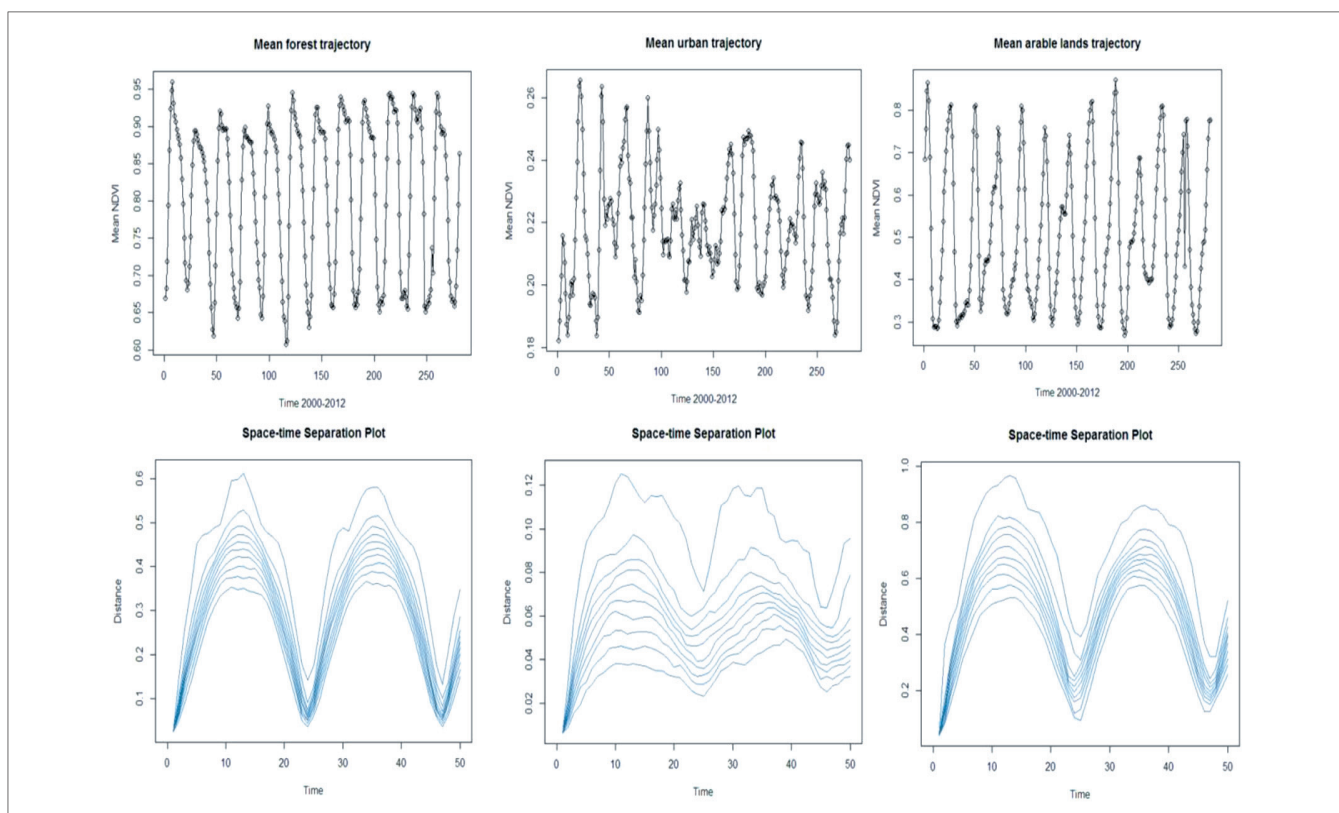 Mean forest trajectory
Mean NDVI
0.60 0.65 0.70 0.75 0.80 0.85 0.90 0.95
0 50 100 150 200 250
Time 2000-2012
Mean urban trajectory
Mean NDVI
0.18 0.20 0.22 0.24 0.26
0 50 100 150 200 250
Time 2000-2012
Mean arable lands trajectory
Mean NDVI
0.3 0.4 0.5 0.6 0.7 0.8
0 50 100 150 200 250
Time 2000-2012
Space-time Separation Plot
Distance
0.1 0.2 0.3 0.4 0.5 0.6
0 10 20 30 40 50
Time
Space-time Separation Plot
Distance
0.02 0.04 0.06 0.08 0.10 0.12
0 10 20 30 40 50
Time
Space-time Separation Plot
Distance
0.2 0.4 0.6 0.8 1.0
0 10 20 30 40 50
Time